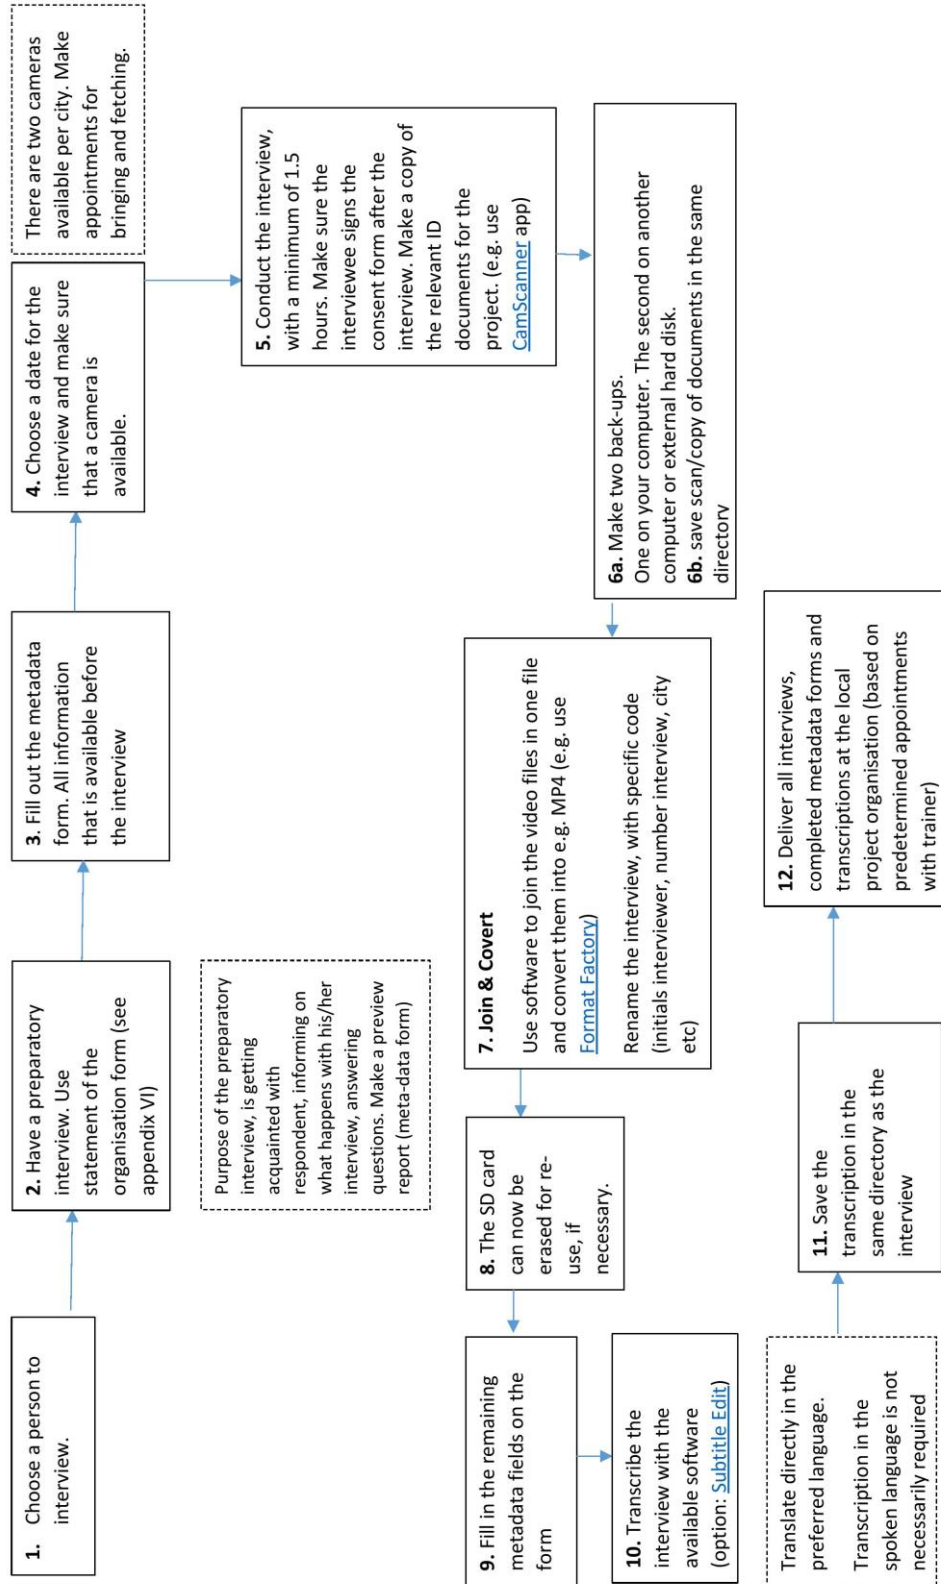 1. Choose a person to
interview.
2. Have a preparatory
interview. Use
statement of the
organisation form (see
appendix VI)
Purpose of the preparatory
interview, is getting
acquainted with
respondent, informing on
what happens with his/her
interview, answering
questions. Make a preview
report (meta-data form)
3. Fill out the metadata
form. All information
that is available before
the interview
4. Choose a date for the
interview and make sure
that a camera is
available.
There are two cameras
available per city. Make
appointments for
bringing and fetching.
5. Conduct the interview,
with a minimum of 1.5
hours. Make sure the
interviewee signs the
consent form after the
interview. Make a copy of
the relevant ID
documents for the
project. (e.g. use
CamScanner app)
6a. Make two back-ups.
One on your computer. The second on another
computer or external hard disk.
6b. save scan/copy of documents in the same
directory
7. Join & Covert
Use software to join the video files in one file
and convert them into e.g. MP4 (e.g. use
Format Factory)
Rename the interview, with specific code
(initials interviewer, number interview, city
etc)
8. The SD card
can now be
erased for re-
use, if
necessary.
9. Fill in the remaining
metadata fields on the
form
10. Transcribe the
interview with the
available software
(option: Subtitle Edit)
Translate directly in the
preferred language.
Transcription in the
spoken language is not
necessarily required
11. Save the
transcription in the
same directory as the
interview
12. Deliver all interviews,
completed metadata forms and
transcriptions at the local
project organisation (based on
predetermined appointments
with trainer)